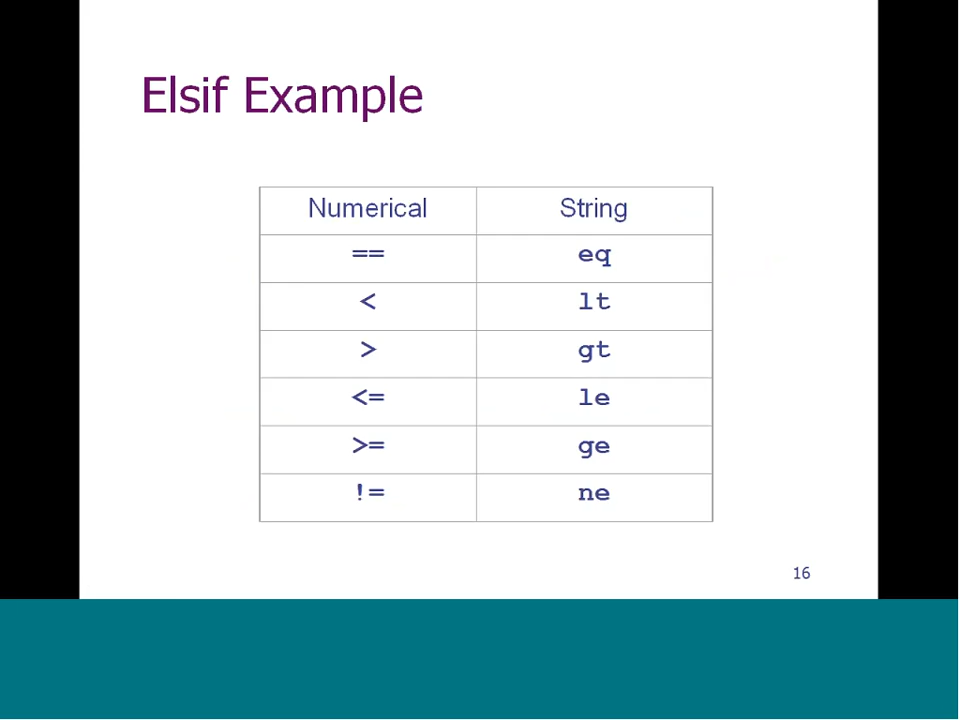 Elsif Example
Numerical String
== eq
< lt
> gt
<= le
>= ge
!= ne
16